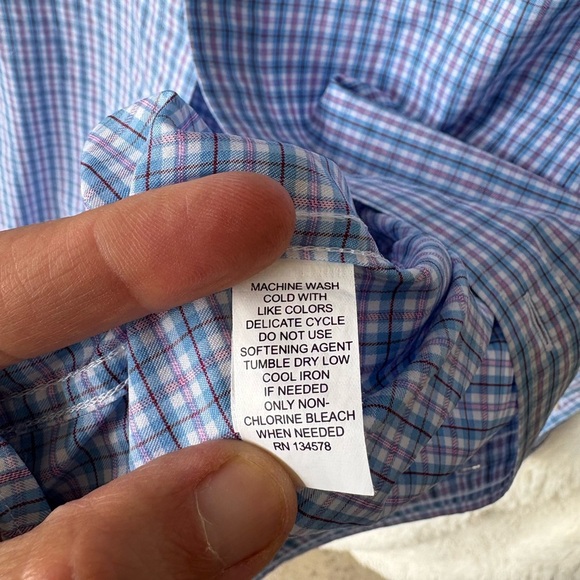 MACHINE WASH
COLD WITH
LIKE COLORS
DELICATE CYCLE
DO NOT USE
SOFTENING AGENT
TUMBLE DRY LOW
COOL IRON
IF NEEDED
ONLY NON-
CHLORINE BLEACH
WHEN NEEDED
RN 134578